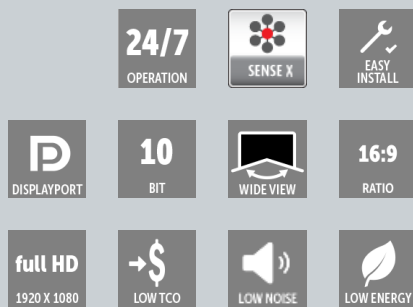 24/7
OPERATION
SENSE X
EASY
INSTALL
DISPLAYPORT
10
BIT
WIDE VIEW
16:9
RATIO
full HD
1920 X 1080
$
LOW TCO
LOW NOISE
LOW ENERGY